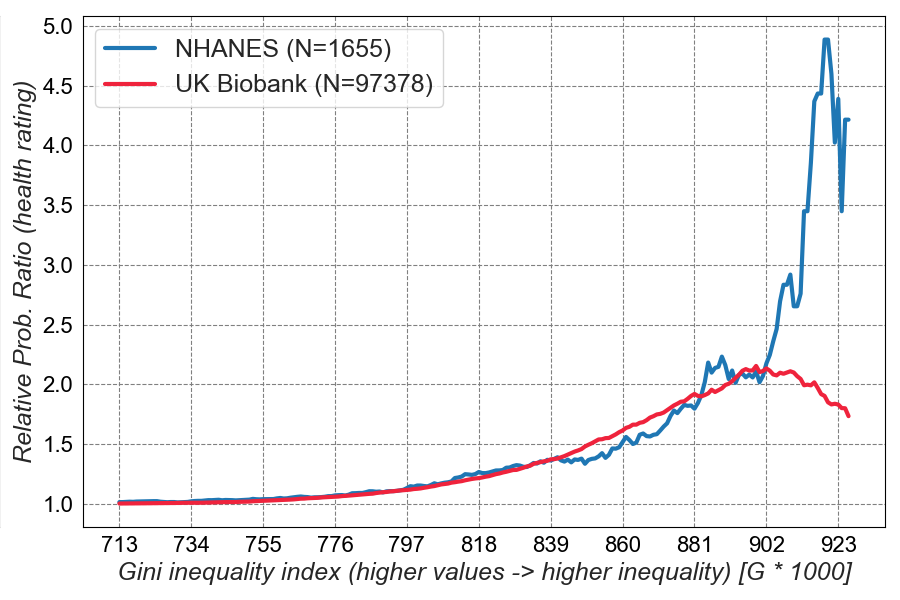 NHANES (N=1655)
UK Biobank (N=97378)
Relative Prob. Ratio (health rating)
5.0
4.5
4.0
3.5
3.0
2.5
2.0
1.5
1.0
713 734 755 776 797 818 839 860 881 902 923
Gini inequality index (higher values -> higher inequality) [G * 1000]